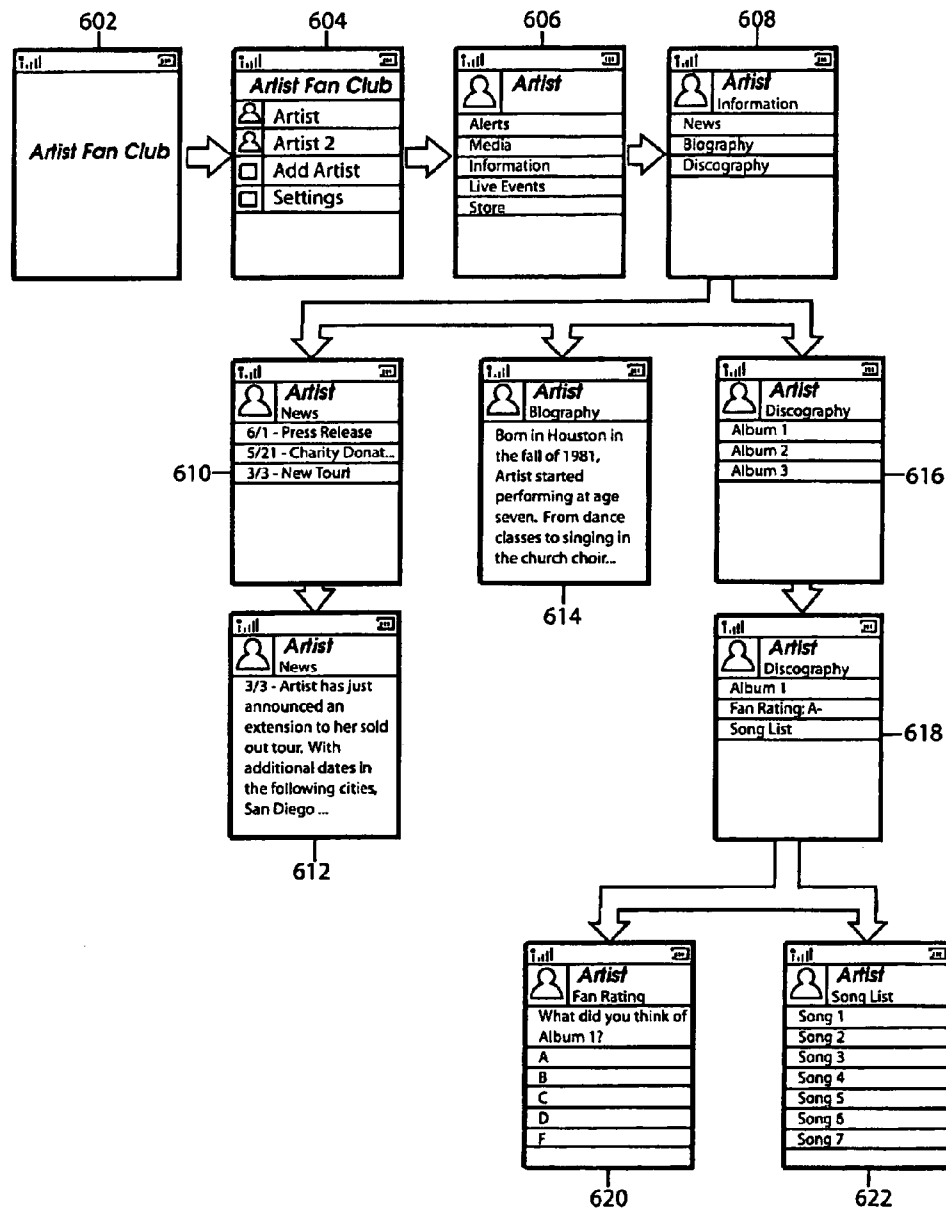 602
604
606
608
Artist Fan Club
Artist Fan Club
Artist
Artist 2
Add Artist
Settings
Artist
Alerts
Media
Information
Live Events
Store
Artist
Information
News
Biography
Discography
Artist
News
6/1 - Press Release
5/21 - Charity Donat...
3/3 - New Tour!
610
Artist
Biography
Born in Houston in
the fall of 1981,
Artist started
performing at age
seven. From dance
classes to singing in
the church choir...
614
Artist
Discography
Album 1
Album 2
Album 3
616
Artist
News
3/3 - Artist has just
announced an
extension to her sold
out tour. With
additional dates in
the following cities,
San Diego ...
612
Artist
Discography
Album 1
Fan Rating: A-
Song List
618
Artist
Fan Rating
What did you think of
Album 1?
A
B
C
D
F
620
Artist
Song List
Song 1
Song 2
Song 3
Song 4
Song 5
Song 6
Song 7
622